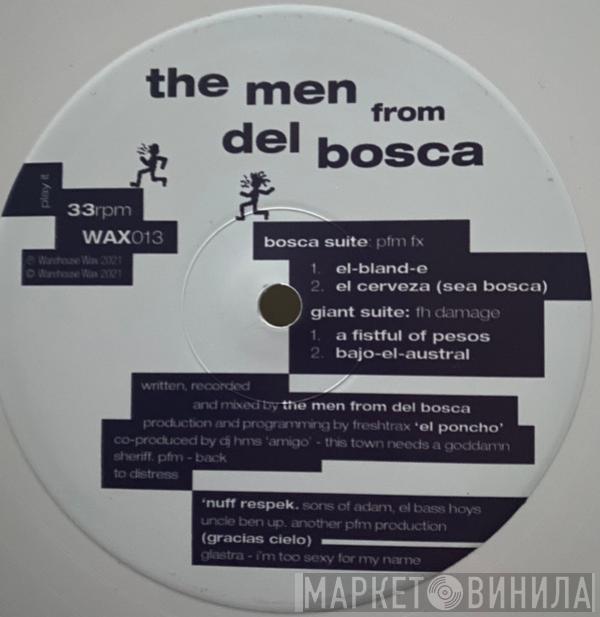 the men from
del bosca
play it
33rpm
WAX013
℗ Warehouse Wax 2021
© Warehouse Wax 2021
bosca suite: pfm fx
1. el-bland-e
2. el cerveza (sea bosca)
giant suite: fh damage
1. a fistful of pesos
2. bajo-el-austral
written, recorded
and mixed by the men from del bosca
production and programming by freshtrax 'el poncho'
co-produced by dj hms 'amigo' - this town needs a goddamn
sheriff. pfm - back
to distress
'nuff respek. sons of adam, el bass hoys
uncle ben up. another pfm production
(gracias cielo)
glastra - i'm too sexy for my name
МАРКЕТ ВИНИЛА